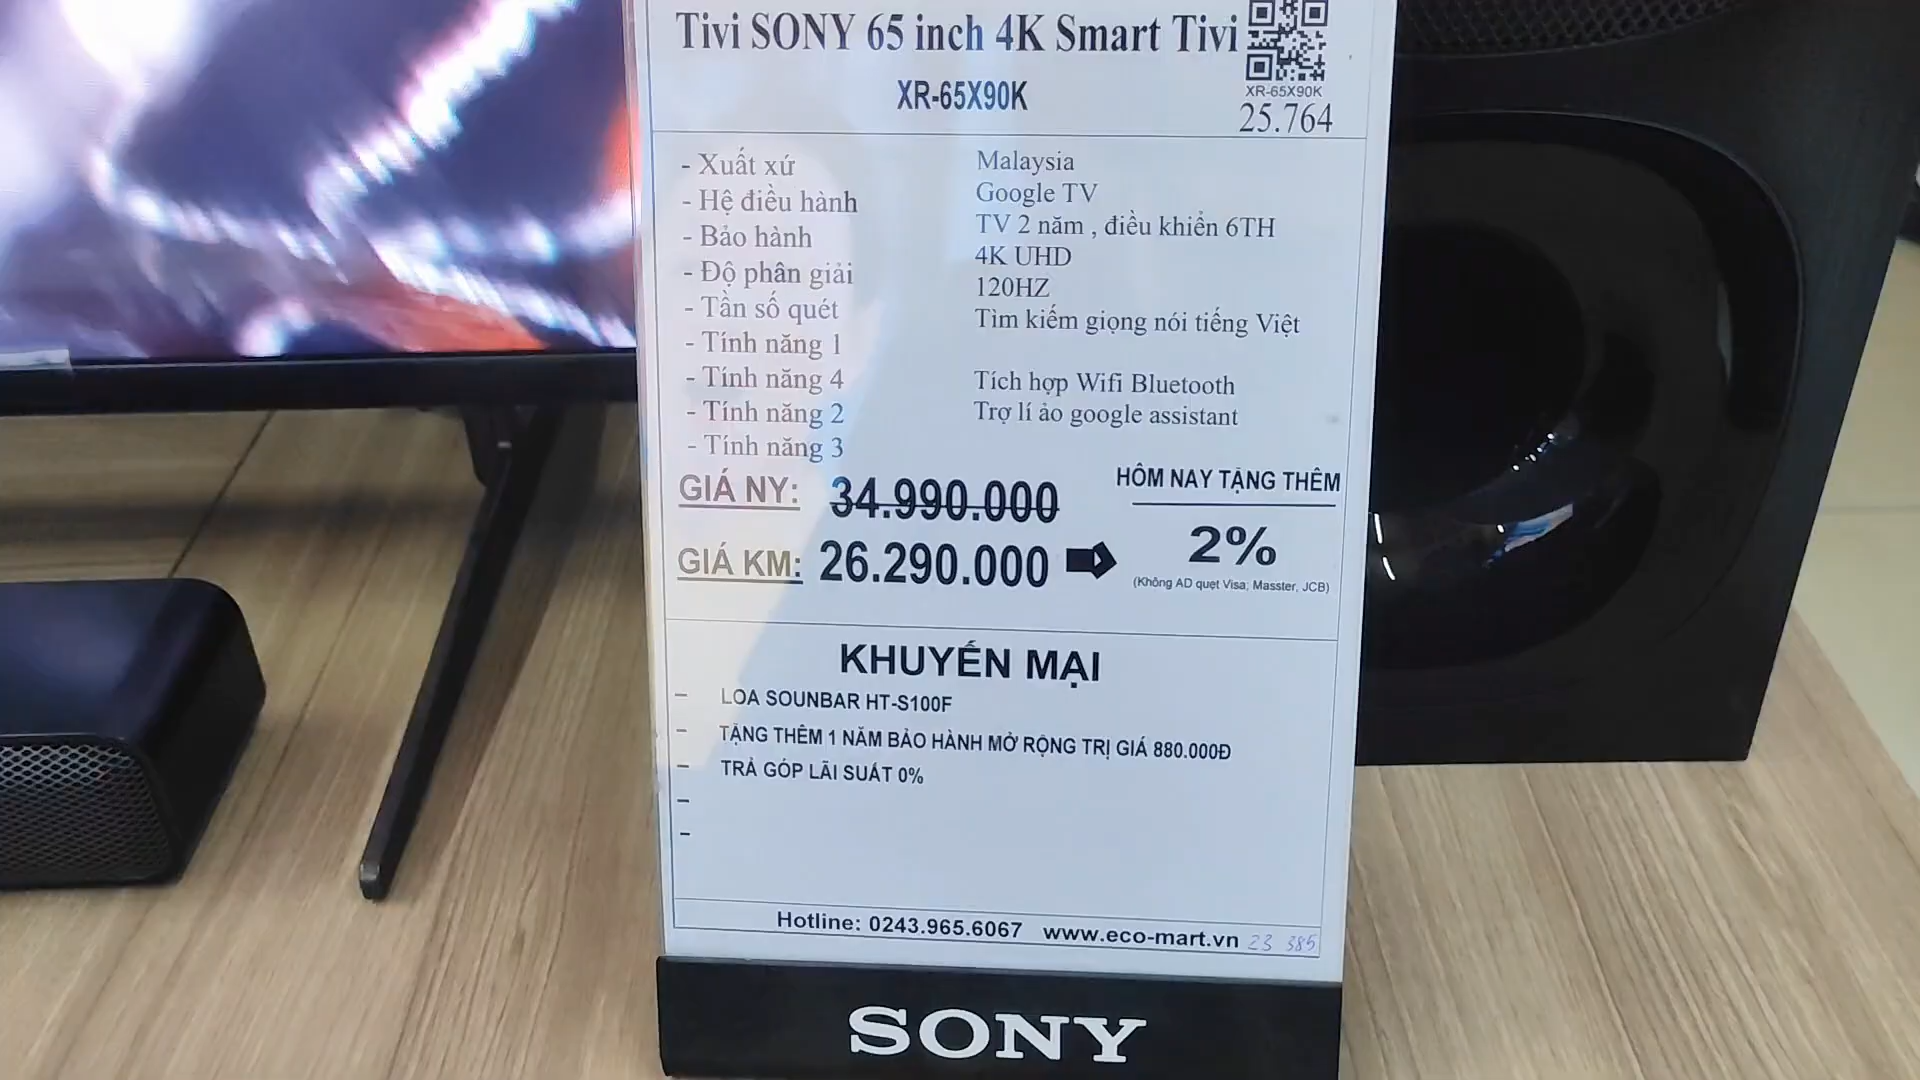 Tivi SONY 65 inch 4K Smart Tivi
XR-65X90K
XR-65X90K
25.764
- Xuất xứ
Malaysia
- Hệ điều hành
Google TV
- Bảo hành
TV 2 năm , điều khiển 6TH
- Độ phân giải
4K UHD
- Tần số quét
120HZ
- Tính năng 1
Tìm kiếm giọng nói tiếng Việt
- Tính năng 4
Tích hợp Wifi Bluetooth
- Tính năng 2
Trợ lí ảo google assistant
- Tính năng 3
GIÁ NY: 34.990.000
GIÁ KM: 26.290.000
HÔM NAY TẶNG THÊM
2%
(Không AD quẹt Visa, Masster, JCB)
KHUYẾN MẠI
- LOA SOUNBAR HT-S100F
- TẶNG THÊM 1 NĂM BẢO HÀNH MỞ RỘNG TRỊ GIÁ 880.000Đ
- TRẢ GÓP LÃI SUẤT 0%
-
-
Hotline: 0243.965.6067 www.eco-mart.vn 23 385
SONY